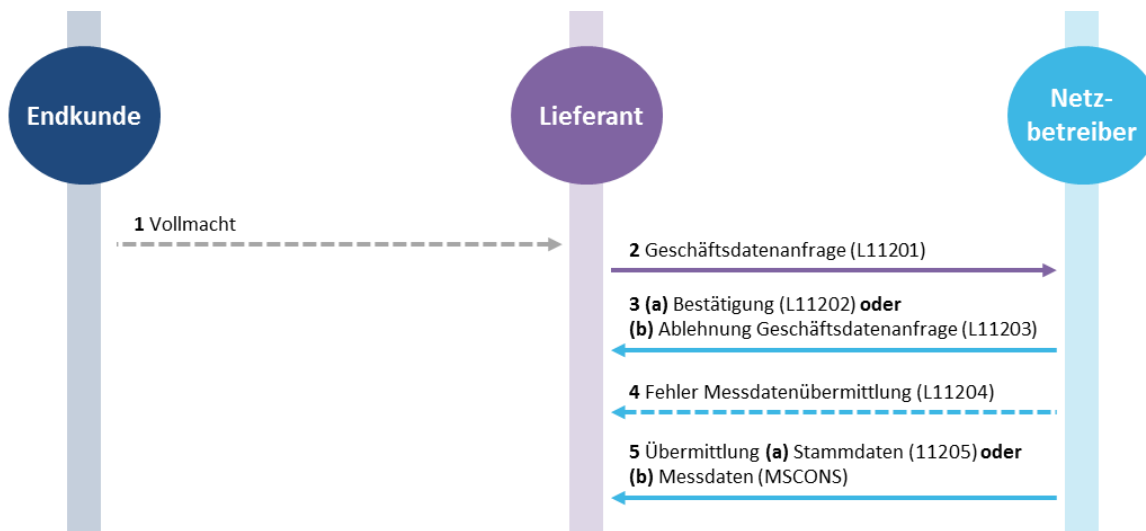 Endkunde
Lieferant
Netz-
betreiber
1 Vollmacht
2 Geschäftsdatenanfrage (L11201)
3 (a) Bestätigung (L11202) oder
(b) Ablehnung Geschäftsdatenanfrage (L11203)
4 Fehler Messdatenübermittlung (L11204)
5 Übermittlung (a) Stammdaten (11205) oder
(b) Messdaten (MSCONS)